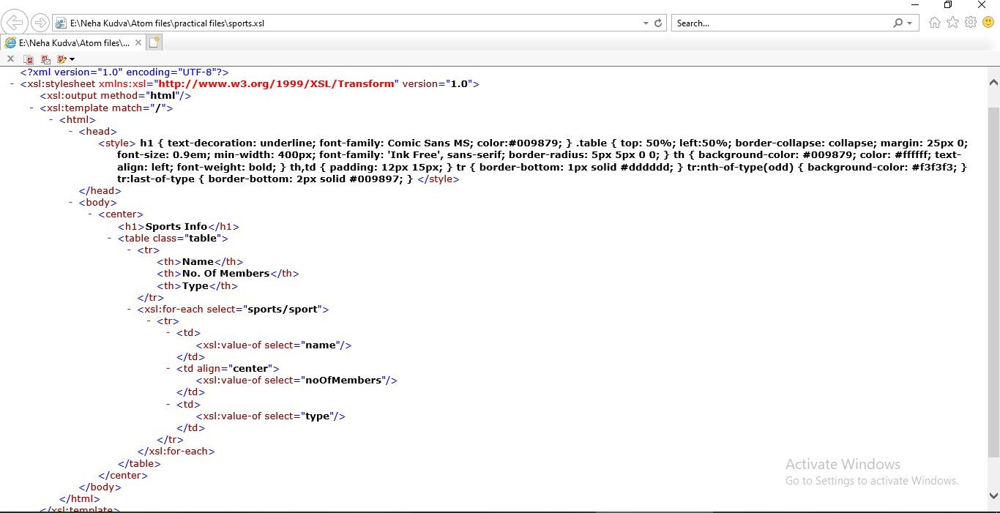 E:\Neha Kudva\Atom files\practical files\sports.xsl
Search...
E:\Neha Kudva\Atom files\...
<?xml version="1.0" encoding="UTF-8"?>
- <xsl:stylesheet xmlns:xsl="http://www.w3.org/1999/XSL/Transform" version="1.0">
<xsl:output method="html"/>
- <xsl:template match="/">
- <html>
- <head>
<style> h1 { text-decoration: underline; font-family: Comic Sans MS; color:#009879; } .table { top: 50%; left:50%; border-collapse: collapse; margin: 25px 0;
font-size: 0.9em; min-width: 400px; font-family: 'Ink Free', sans-serif; border-radius: 5px 5px 0 0; } th { background-color: #009879; color: #ffffff; text-
align: left; font-weight: bold; } th,td { padding: 12px 15px; } tr { border-bottom: 1px solid #dddddd; } tr:nth-of-type(odd) { background-color: #f3f3f3; }
tr:last-of-type { border-bottom: 2px solid #009897; } </style>
</head>
- <body>
- <center>
<h1>Sports Info</h1>
- <table class="table">
- <tr>
<th>Name</th>
<th>No. Of Members</th>
<th>Type</th>
</tr>
- <xsl:for-each select="sports/sport">
- <tr>
- <td>
<xsl:value-of select="name"/>
</td>
- <td align="center">
<xsl:value-of select="noOfMembers"/>
</td>
- <td>
<xsl:value-of select="type"/>
</td>
</tr>
</xsl:for-each>
</table>
</center>
</body>
</html>
</xsl:template>
Activate Windows
Go to Settings to activate Windows.